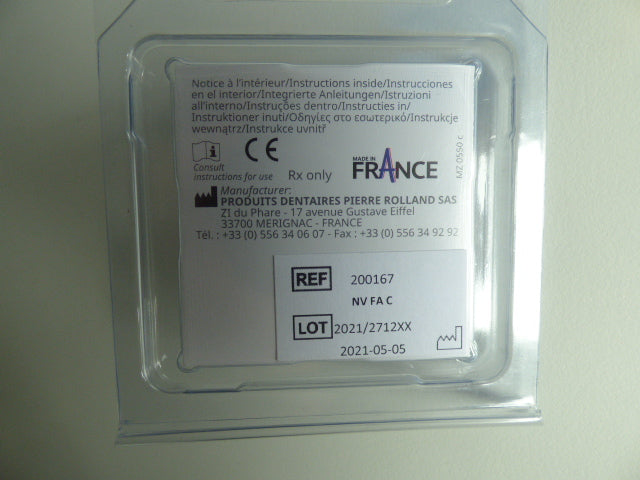 Notice à l'intérieur/Instructions inside/Instrucciones
en el interior/Integrierte Anleitungen/Istruzioni
all'interno/Instruções dentro/Instructies in/
Instruktioner inuti/Οδηγίες στο εσωτερικό/Instrukcje
wewnątrz/Instrukce uvnitř
i
CE
Consult
instructions for use
Rx only
MADE IN
FRANCE
MZ.0550 c
Manufacturer:
PRODUITS DENTAIRES PIERRE ROLLAND SAS
ZI du Phare - 17 avenue Gustave Eiffel
33700 MERIGNAC - FRANCE
Tél. : +33 (0) 556 34 06 07 - Fax : +33 (0) 556 34 92 92
REF 200167
NV FA C
LOT 2021/2712XX
2021-05-05